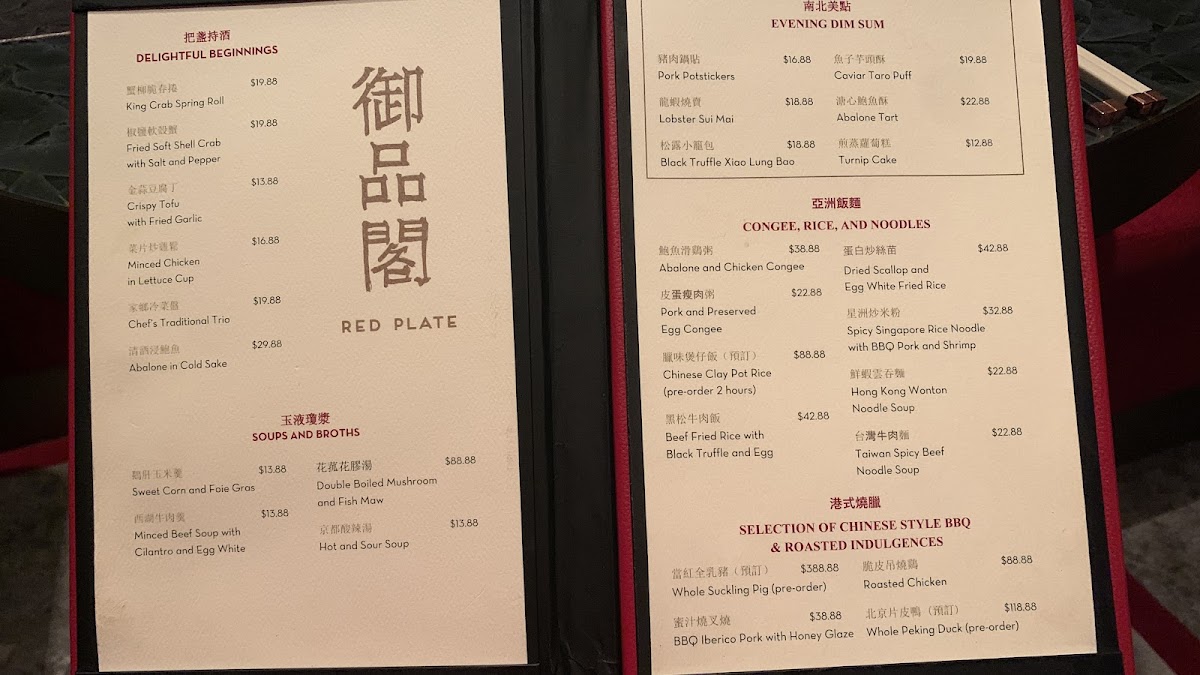 把盞持酒
DELIGHTFUL BEGINNINGS
蟹柳脆春捲
$19.88
King Crab Spring Roll
椒鹽軟殼蟹
$19.88
Fried Soft Shell Crab
with Salt and Pepper
金蒜豆腐丁
$13.88
Crispy Tofu
with Fried Garlic
菜片炒雞鬆
$16.88
Minced Chicken
in Lettuce Cup
家鄉冷菜盤
$19.88
Chef's Traditional Trio
清酒浸鮑魚
$29.88
Abalone in Cold Sake
御品閣
RED PLATE
玉液瓊漿
SOUPS AND BROTHS
鵝肝玉米羹
$13.88
Sweet Corn and Foie Gras
西湖牛肉羹
$13.88
Minced Beef Soup with
Cilantro and Egg White
花菰花膠湯
$88.88
Double Boiled Mushroom
and Fish Maw
京都酸辣湯
$13.88
Hot and Sour Soup
南北美點
EVENING DIM SUM
豬肉鍋貼
$16.88
Pork Potstickers
龍蝦燒賣
$18.88
Lobster Sui Mai
松露小籠包
$18.88
Black Truffle Xiao Lung Bao
魚子芋頭酥
$19.88
Caviar Taro Puff
溏心鮑魚酥
$22.88
Abalone Tart
煎蒸蘿蔔糕
$12.88
Turnip Cake
亞洲飯麵
CONGEE, RICE, AND NOODLES
鮑魚滑鷄粥
$38.88
Abalone and Chicken Congee
皮蛋瘦肉粥
$22.88
Pork and Preserved
Egg Congee
臘味煲仔飯（預訂）
$88.88
Chinese Clay Pot Rice
(pre-order 2 hours)
黑松牛肉飯
$42.88
Beef Fried Rice with
Black Truffle and Egg
蛋白炒絲苗
$42.88
Dried Scallop and
Egg White Fried Rice
星洲炒米粉
$32.88
Spicy Singapore Rice Noodle
with BBQ Pork and Shrimp
鮮蝦雲吞麵
$22.88
Hong Kong Wonton
Noodle Soup
台灣牛肉麵
$22.88
Taiwan Spicy Beef
Noodle Soup
港式燒臘
SELECTION OF CHINESE STYLE BBQ
& ROASTED INDULGENCES
當紅全乳豬（預訂）
$388.88
Whole Suckling Pig (pre-order)
蜜汁燒叉燒
$38.88
BBQ Iberico Pork with Honey Glaze
脆皮吊燒鷄
$88.88
Roasted Chicken
北京片皮鴨（預訂）
$118.88
Whole Peking Duck (pre-order)